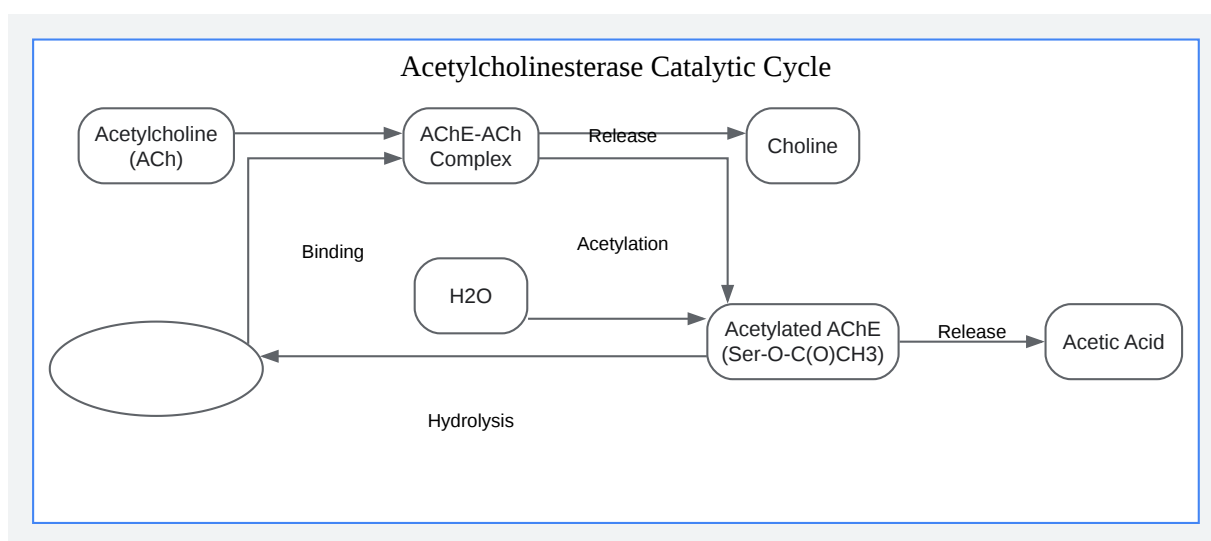 Acetylcholinesterase Catalytic Cycle
Acetylcholine
(ACh)
AChE-ACh
Complex
Release
Choline
Binding
Acetylation
H2O
Acetylated AChE
(Ser-O-C(O)CH3)
Release
Acetic Acid
Hydrolysis